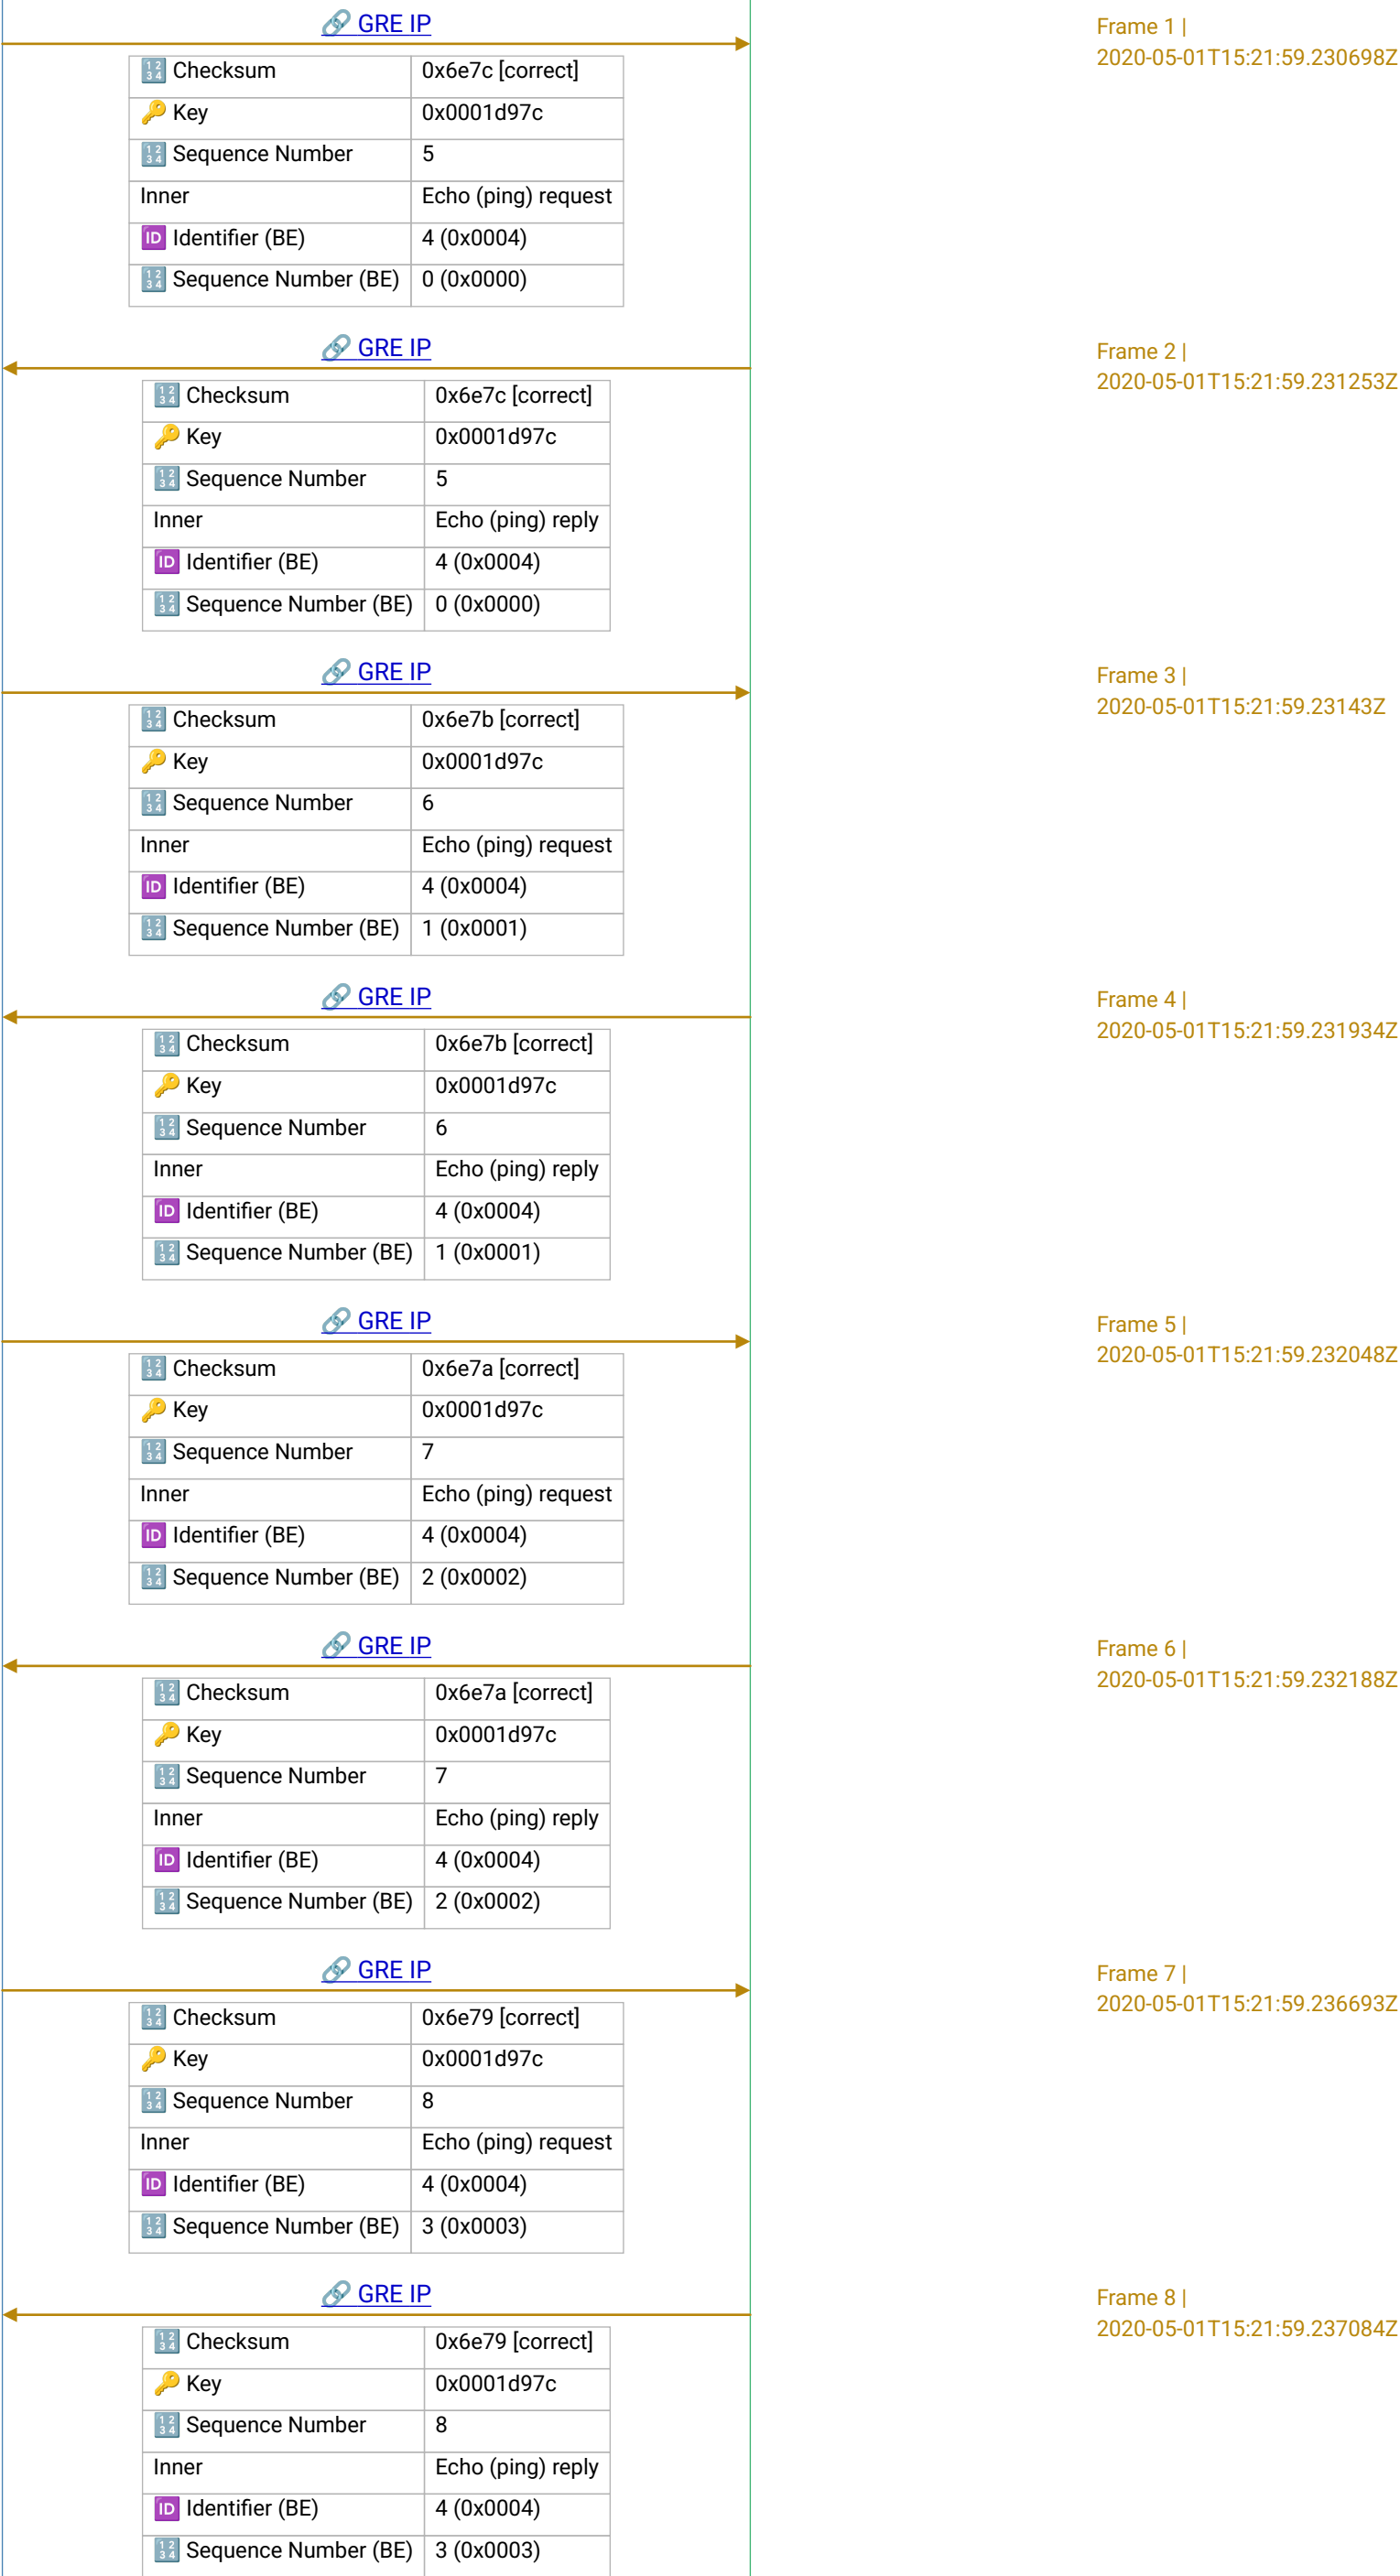 GRE IP
Frame 1 |
2020-05-01T15:21:59.230698Z
Checksum 0x6e7c [correct]
Key 0x0001d97c
Sequence Number 5
Inner Echo (ping) request
Identifier (BE) 4 (0x0004)
Sequence Number (BE) 0 (0x0000)
GRE IP
Frame 2 |
2020-05-01T15:21:59.231253Z
Checksum 0x6e7c [correct]
Key 0x0001d97c
Sequence Number 5
Inner Echo (ping) reply
Identifier (BE) 4 (0x0004)
Sequence Number (BE) 0 (0x0000)
GRE IP
Frame 3 |
2020-05-01T15:21:59.23143Z
Checksum 0x6e7b [correct]
Key 0x0001d97c
Sequence Number 6
Inner Echo (ping) request
Identifier (BE) 4 (0x0004)
Sequence Number (BE) 1 (0x0001)
GRE IP
Frame 4 |
2020-05-01T15:21:59.231934Z
Checksum 0x6e7b [correct]
Key 0x0001d97c
Sequence Number 6
Inner Echo (ping) reply
Identifier (BE) 4 (0x0004)
Sequence Number (BE) 1 (0x0001)
GRE IP
Frame 5 |
2020-05-01T15:21:59.232048Z
Checksum 0x6e7a [correct]
Key 0x0001d97c
Sequence Number 7
Inner Echo (ping) request
Identifier (BE) 4 (0x0004)
Sequence Number (BE) 2 (0x0002)
GRE IP
Frame 6 |
2020-05-01T15:21:59.232188Z
Checksum 0x6e7a [correct]
Key 0x0001d97c
Sequence Number 7
Inner Echo (ping) reply
Identifier (BE) 4 (0x0004)
Sequence Number (BE) 2 (0x0002)
GRE IP
Frame 7 |
2020-05-01T15:21:59.236693Z
Checksum 0x6e79 [correct]
Key 0x0001d97c
Sequence Number 8
Inner Echo (ping) request
Identifier (BE) 4 (0x0004)
Sequence Number (BE) 3 (0x0003)
GRE IP
Frame 8 |
2020-05-01T15:21:59.237084Z
Checksum 0x6e79 [correct]
Key 0x0001d97c
Sequence Number 8
Inner Echo (ping) reply
Identifier (BE) 4 (0x0004)
Sequence Number (BE) 3 (0x0003)